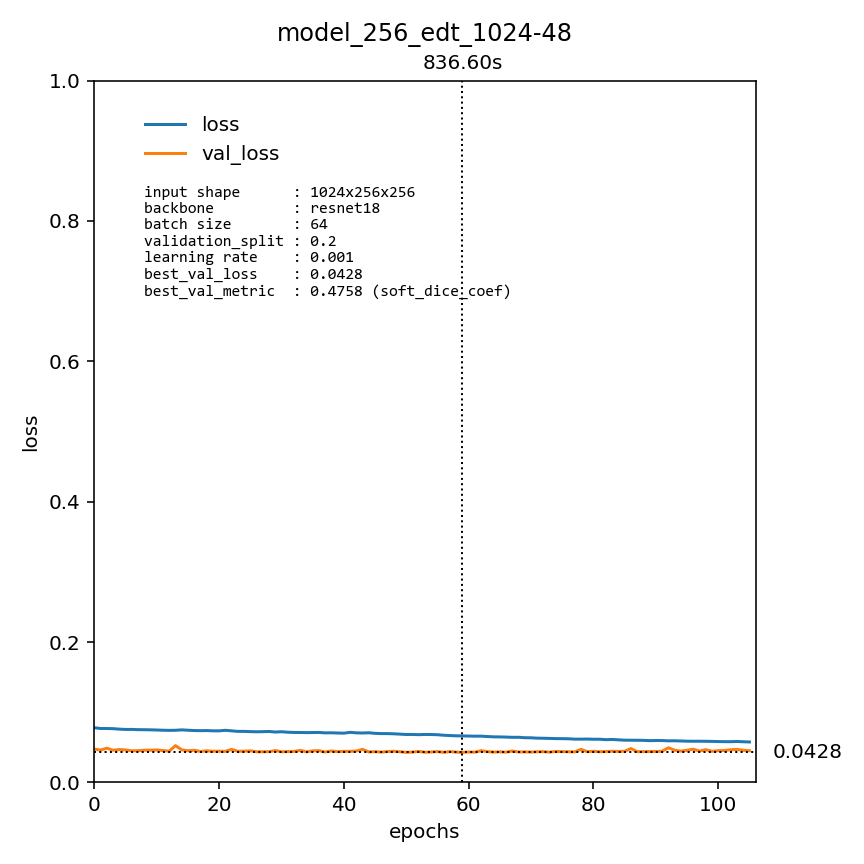 model_256_edt_1024-48
836.60s
1.0
loss
val_loss
input shape      : 1024x256x256
backbone         : resnet18
batch size       : 64
validation_split : 0.2
learning rate    : 0.001
best_val_loss    : 0.0428
best_val_metric  : 0.4758 (soft_dice_coef)
0.8
0.6
loss
0.4
0.2
0.0428
0.0
0 20 40 60 80 100
epochs